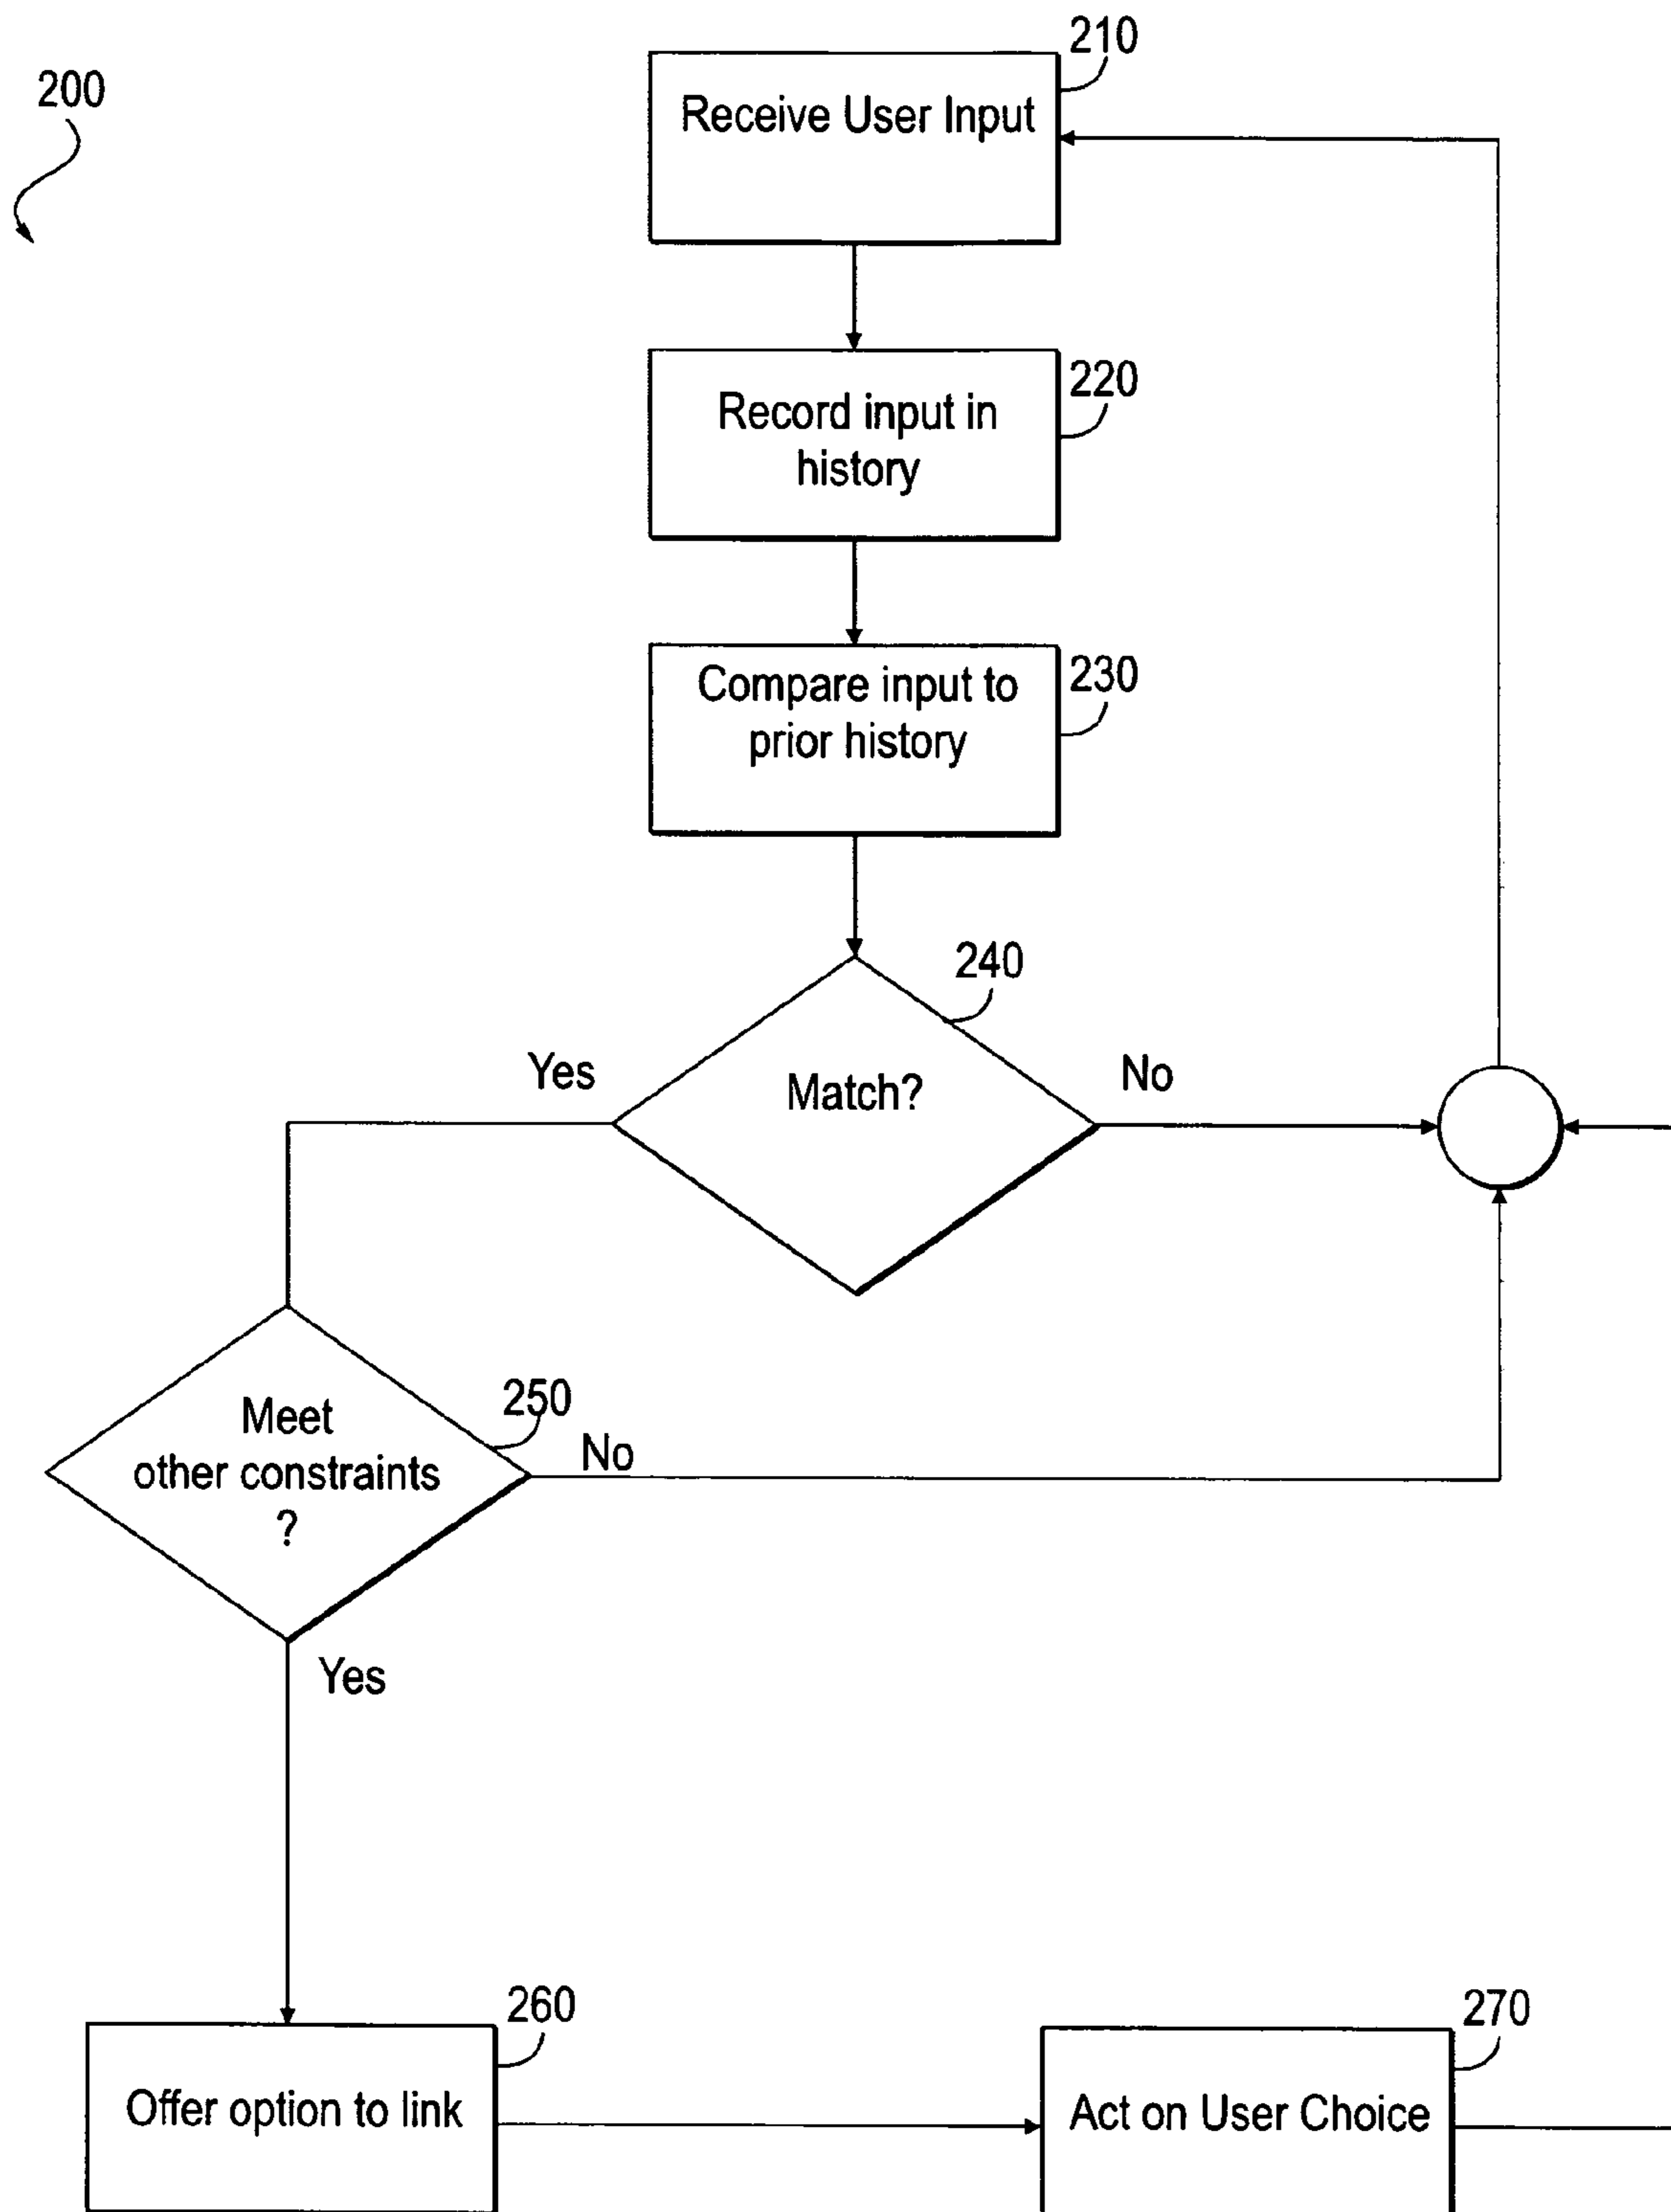 200
210
Receive User Input
220
Record input in
history
230
Compare input to
prior history
240
Yes
Match?
No
250
Meet
other constraints
?
No
Yes
260
Offer option to link
270
Act on User Choice